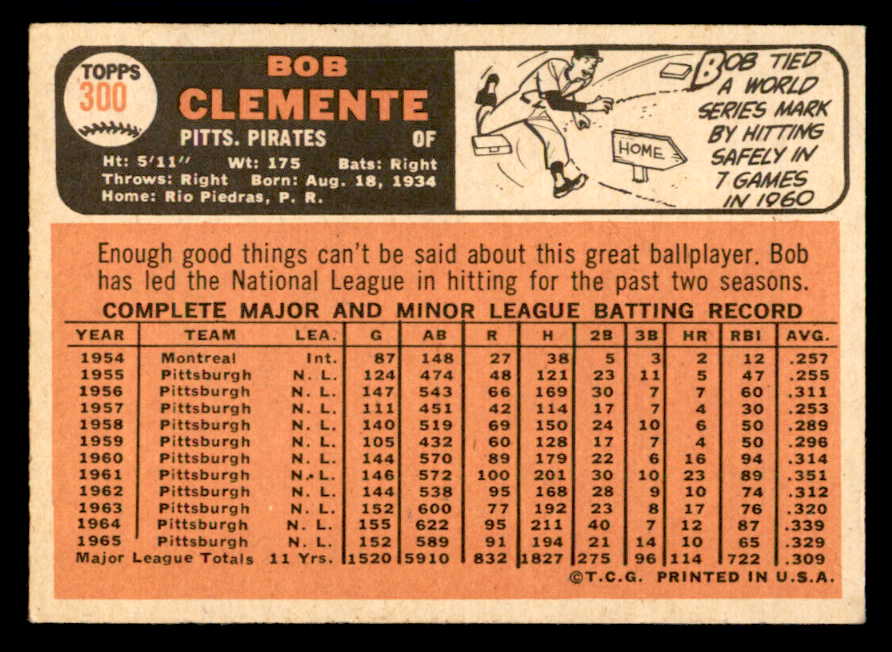 TOPPS
300
BOB
CLEMENTE
PITTS. PIRATES OF
Ht: 5'11" Wt: 175 Bats: Right
Throws: Right Born: Aug. 18, 1934
Home: Rio Piedras, P. R.
HOME
BOB TIED
A WORLD
SERIES MARK
BY HITTING
SAFELY IN
7 GAMES
IN 1960
Enough good things can't be said about this great ballplayer. Bob
has led the National League in hitting for the past two seasons.
COMPLETE MAJOR AND MINOR LEAGUE BATTING RECORD
YEAR TEAM LEA. G AB R H 2B 3B HR RBI AVG.
1954 Montreal Int. 87 148 27 38 5 3 2 12 .257
1955 Pittsburgh N. L. 124 474 48 121 23 11 5 47 .255
1956 Pittsburgh N. L. 147 543 66 169 30 7 7 60 .311
1957 Pittsburgh N. L. 111 451 42 114 17 7 4 30 .253
1958 Pittsburgh N. L. 140 519 69 150 24 10 6 50 .289
1959 Pittsburgh N. L. 105 432 60 128 17 7 4 50 .296
1960 Pittsburgh N. L. 144 570 89 179 22 6 16 94 .314
1961 Pittsburgh N. L. 146 572 100 201 30 10 23 89 .351
1962 Pittsburgh N. L. 144 538 95 168 28 9 10 74 .312
1963 Pittsburgh N. L. 152 600 77 192 23 8 17 76 .320
1964 Pittsburgh N. L. 155 622 95 211 40 7 12 87 .339
1965 Pittsburgh N. L. 152 589 91 194 21 14 10 65 .329
Major League Totals 11 Yrs. 1520 5910 832 1827 275 96 114 722 .309
©T.C.G. PRINTED IN U.S.A.